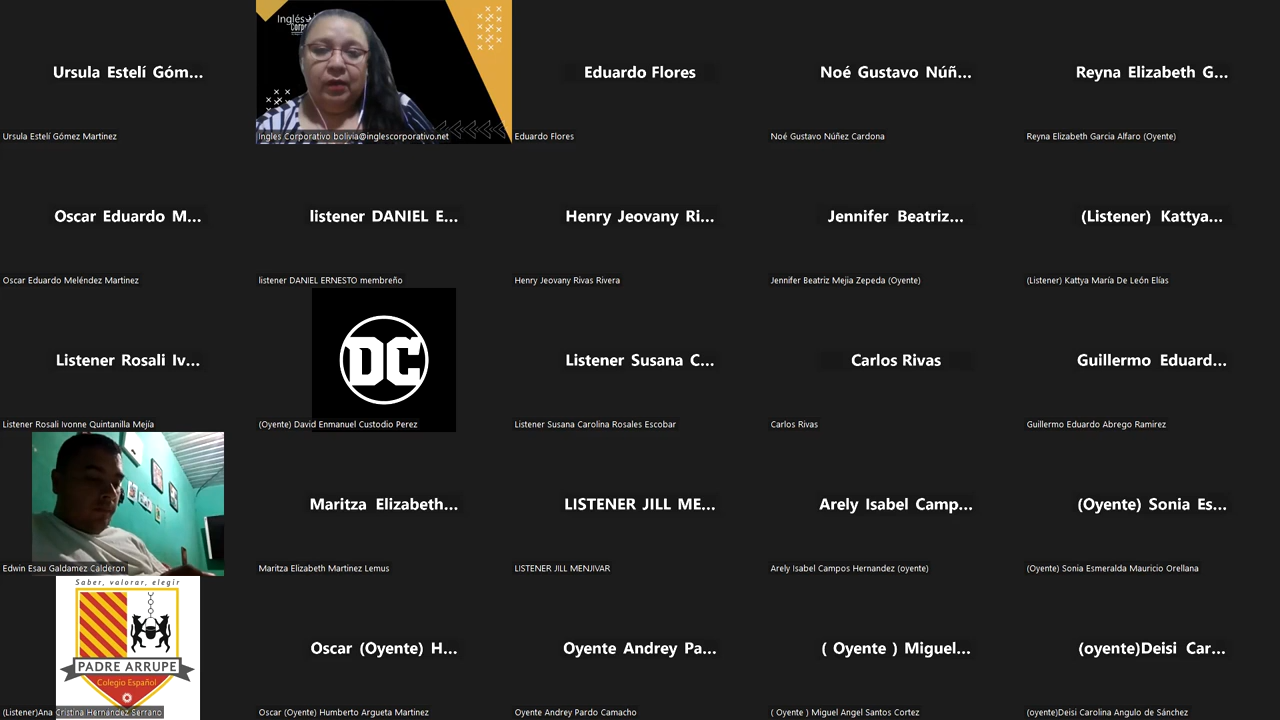 Ursula Estelí Góm...
Ursula Estelí Gómez Martinez
Inglés
Corpo
Ingles Corporativo bolivia@inglescorporativo.net
Eduardo Flores
Eduardo Flores
Noé Gustavo Núñ...
Noé Gustavo Núñez Cardona
Reyna Elizabeth G...
Reyna Elizabeth Garcia Alfaro (Oyente)
Oscar Eduardo M...
Oscar Eduardo Meléndez Martinez
listener DANIEL E...
listener DANIEL ERNESTO membreño
Henry Jeovany Ri...
Henry Jeovany Rivas Rivera
Jennifer Beatriz...
Jennifer Beatriz Mejia Zepeda (Oyente)
(Listener) Kattya...
(Listener) Kattya María De León Elías
Listener Rosali Iv...
Listener Rosali Ivonne Quintanilla Mejía
DC
(Oyente) David Enmanuel Custodio Perez
Listener Susana C...
Listener Susana Carolina Rosales Escobar
Carlos Rivas
Carlos Rivas
Guillermo Eduard...
Guillermo Eduardo Abrego Ramirez
Edwin Esau Galdamez Calderon
Maritza Elizabeth...
Maritza Elizabeth Martinez Lemus
LISTENER JILL ME...
LISTENER JILL MENJIVAR
Arely Isabel Camp...
Arely Isabel Campos Hernandez (oyente)
(Oyente) Sonia Es...
(Oyente) Sonia Esmeralda Mauricio Orellana
Saber, valorar, elegir
PADRE ARRUPE
Colegio Español
(Listener)Ana Cristina Hernandez Serrano
Oscar (Oyente) H...
Oscar (Oyente) Humberto Argueta Martinez
Oyente Andrey Pa...
Oyente Andrey Pardo Camacho
( Oyente ) Miguel...
( Oyente ) Miguel Angel Santos Cortez
(oyente)Deisi Car...
(oyente)Deisi Carolina Angulo de Sánchez